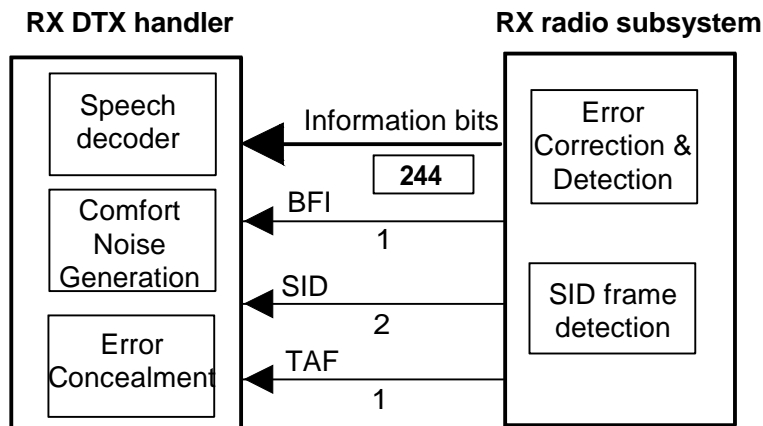 RX DTX handler
RX radio subsystem
Speech
decoder
Information bits
244
Error
Correction &
Detection
Comfort
Noise
Generation
BFI
1
SID
2
SID frame
detection
Error
Concealment
TAF
1